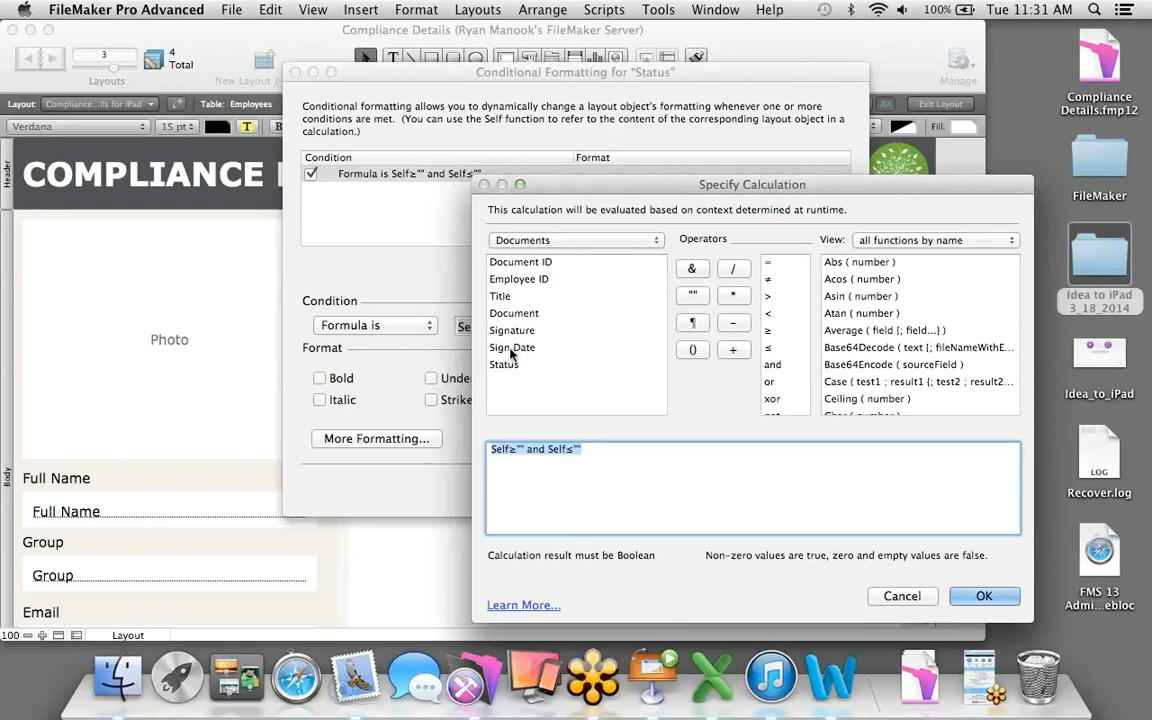 FileMaker Pro Advanced File Edit View Insert Format Layouts Arrange Scripts Tools Window Help 100% Tue 11:31 AM
Compliance Details (Ryan Manook's FileMaker Server)
3
4
Total
Layouts
New Layout /
Manage
Layout: Compliance...ils for iPad Table: Employees
Aa
Exit Layout
Verdana 15 pt T B
Fill:
Conditional Formatting for "Status"
Conditional formatting allows you to dynamically change a layout object's formatting whenever one or more
conditions are met. (You can use the Self function to refer to the content of the corresponding layout object in a
calculation.)
Condition Format
Formula is Self≥"" and Self≤""
Condition
Formula is
Se
Format
Bold Unde
Italic Strike
More Formatting...
Specify Calculation
This calculation will be evaluated based on context determined at runtime.
Documents
Operators
View: all functions by name
Document ID
Employee ID
Title
Document
Signature
Sign Date
Status
& /
"" *
¶ -
() +
=
≠
>
<
≥
≤
and
or
xor
not
Abs ( number )
Acos ( number )
Asin ( number )
Atan ( number )
Average ( field {; field...} )
Base64Decode ( text {; fileNameWithE...
Base64Encode ( sourceField )
Case ( test1 ; result1 {; test2 ; result2...
Ceiling ( number )
Char ( number )
Self≥"" and Self≤""
Calculation result must be Boolean
Non-zero values are true, zero and empty values are false.
Learn More...
Cancel
OK
Header
COMPLIANCE
Body
Photo
Full Name
Full Name
Group
Group
Email
100 Layout
Compliance
Details.fmp12
FileMaker
Idea to iPad
3_18_2014
Idea_to_iPad
LOG
Recover.log
FMS 13
Admi...ebloc